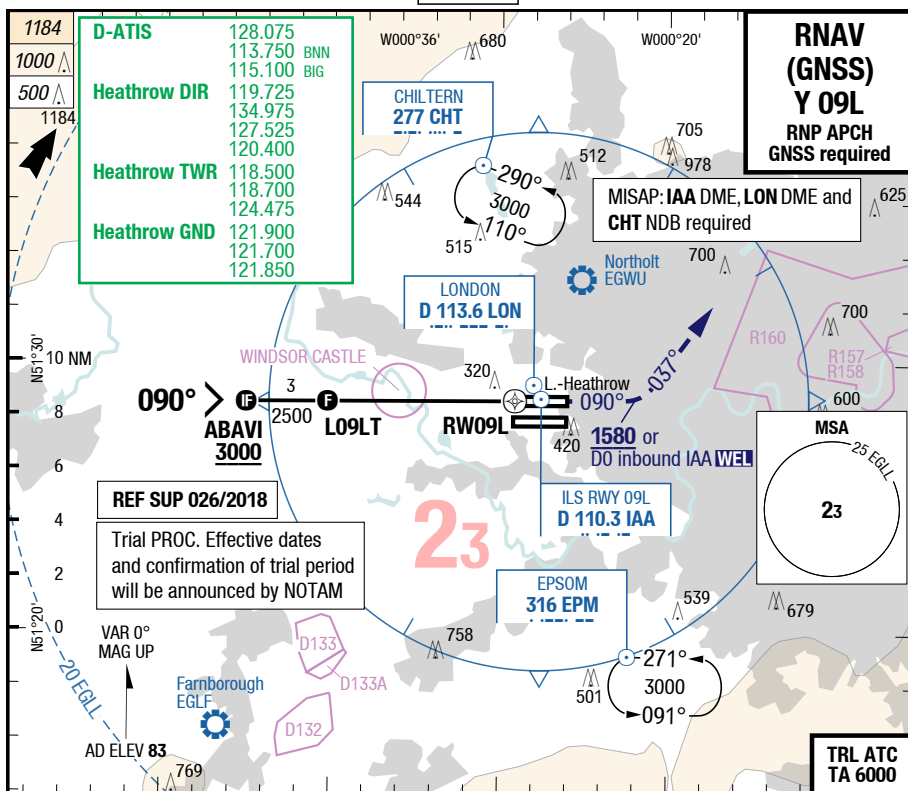 1184
1000
500
1184
D-ATIS 128.075
113.750 BNN
115.100 BIG
Heathrow DIR 119.725
134.975
127.525
120.400
Heathrow TWR 118.500
118.700
124.475
Heathrow GND 121.900
121.700
121.850
W000°36'
680
W000°20'
RNAV
(GNSS)
Y 09L
RNP APCH
GNSS required
CHILTERN
277 CHT
705
978
512
544
290°
3000
110°
515
MISAP: IAA DME, LON DME and
CHT NDB required
625
700
Northolt
EGWU
LONDON
D 113.6 LON
R160
700
R157
R158
N51°30'
10 NM
WINDSOR CASTLE
320
L.-Heathrow
037°
600
090°
IF
3
2500
F
090°
8
ABAVI
3000
L09LT
RW09L
420
1580 or
D0 inbound IAA WEL
MSA
25 EGLL
23
6
REF SUP 026/2018
ILS RWY 09L
D 110.3 IAA
23
4
Trial PROC. Effective dates
and confirmation of trial period
will be announced by NOTAM
2
EPSOM
316 EPM
539
679
N51°20'
0
VAR 0°
MAG UP
D133
758
D133A
271°
3000
091°
501
20 EGLL
Farnborough
EGLF
D132
AD ELEV 83
769
TRL ATC
TA 6000